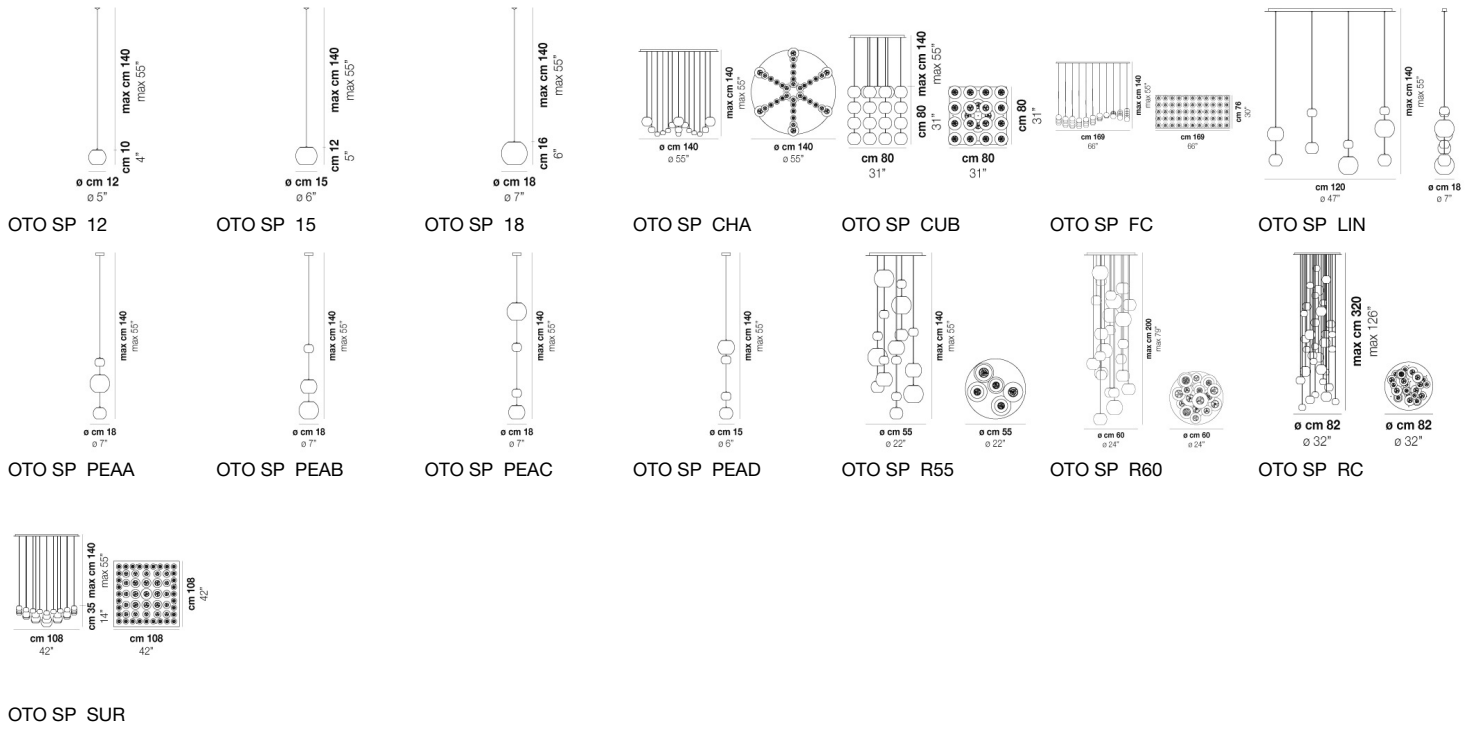 max cm 140
max 55"
cm 10
4"
ø cm 12
ø 5"
OTO SP 12
max cm 140
max 55"
cm 12
5"
ø cm 15
ø 6"
OTO SP 15
max cm 140
max 55"
cm 16
6"
ø cm 18
ø 7"
OTO SP 18
max cm 140
max 55"
ø cm 140
ø 55"
ø cm 140
ø 55"
OTO SP CHA
max cm 140
max 55"
cm 80
31"
cm 80
31"
cm 80
31"
cm 80
31"
OTO SP CUB
max cm 140
max 55"
cm 169
66"
cm 76
30"
cm 169
66"
OTO SP FC
max cm 140
max 55"
cm 120
ø 47"
ø cm 18
ø 7"
OTO SP LIN
max cm 140
max 55"
ø cm 18
ø 7"
OTO SP PEAA
max cm 140
max 55"
ø cm 18
ø 7"
OTO SP PEAB
max cm 140
max 55"
ø cm 18
ø 7"
OTO SP PEAC
max cm 140
max 55"
ø cm 15
ø 6"
OTO SP PEAD
max cm 140
max 55"
ø cm 55
ø 22"
ø cm 55
ø 22"
OTO SP R55
max cm 200
max 79"
ø cm 60
ø 24"
ø cm 60
ø 24"
OTO SP R60
max cm 320
max 126"
ø cm 82
ø 32"
ø cm 82
ø 32"
OTO SP RC
max cm 140
max 55"
cm 35
14"
cm 108
42"
cm 108
42"
cm 108
42"
OTO SP SUR